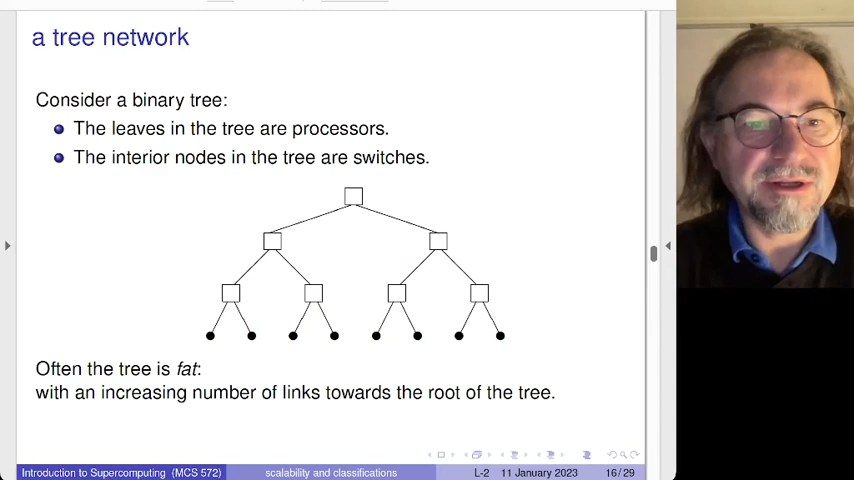 a tree network
Consider a binary tree:
The leaves in the tree are processors.
The interior nodes in the tree are switches.
Often the tree is fat:
with an increasing number of links towards the root of the tree.
Introduction to Supercomputing (MCS 572) scalability and classifications L-2 11 January 2023 16 / 29